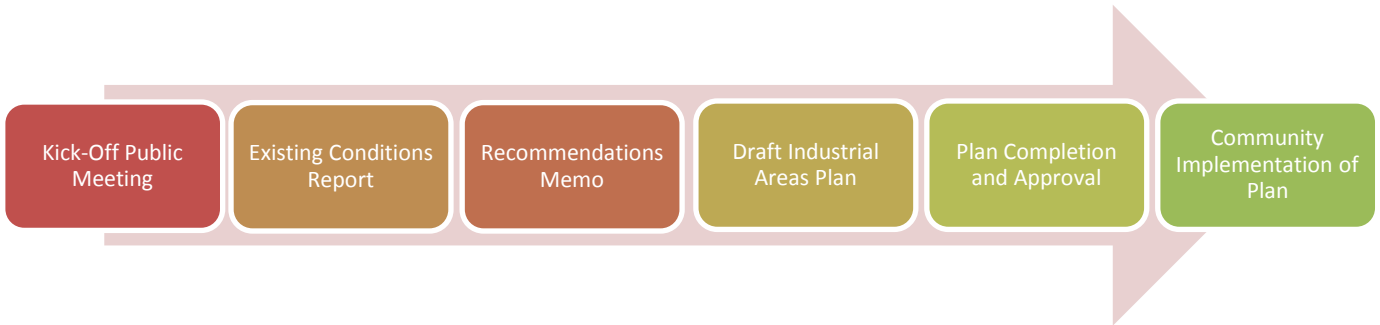 Kick-Off Public
Meeting
Existing Conditions
Report
Recommendations
Memo
Draft Industrial
Areas Plan
Plan Completion
and Approval
Community
Implementation of
Plan